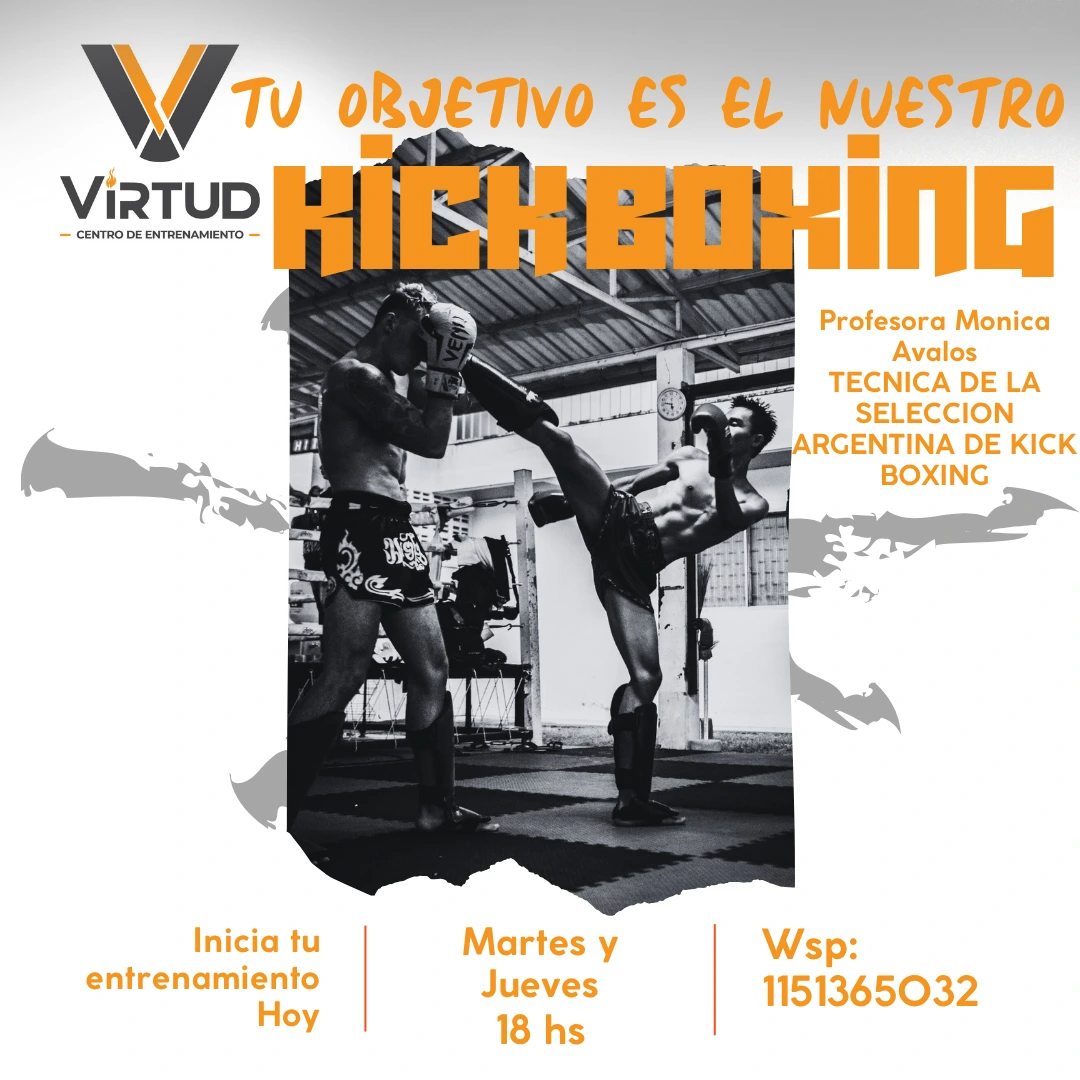 TU OBJETIVO ES EL NUESTRO
VIRTUD
CENTRO DE ENTRENAMIENTO
KICKBOXING
Profesora Monica
Avalos
TECNICA DE LA
SELECCION
ARGENTINA DE KICK
BOXING
VENU
Inicia tu
entrenamiento
Hoy
Martes y
Jueves
18 hs
Wsp:
1151365032